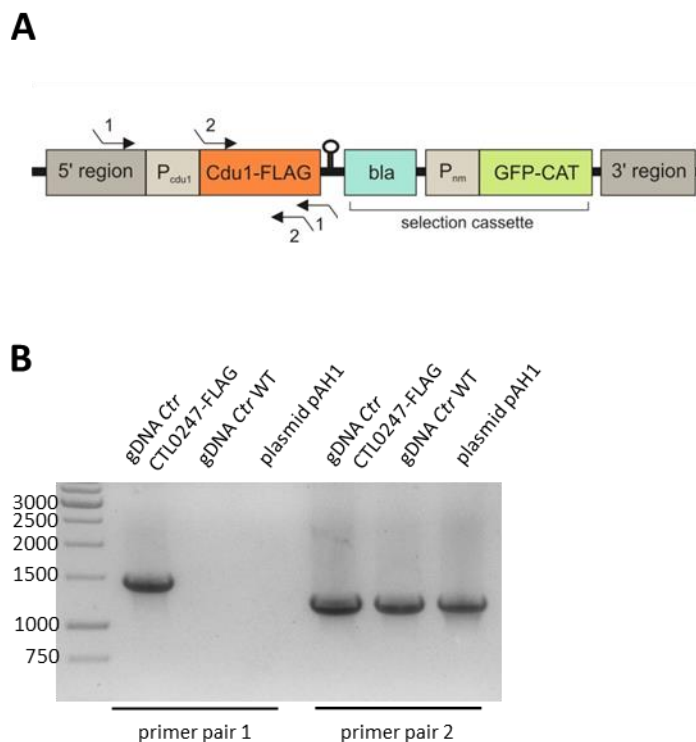 A
1
2
5' region
Pcdu1
Cdu1-FLAG
bla
Pnm
GFP-CAT
3' region
2
1
selection cassette
B
gDNA Ctr
CTL0247-FLAG
gDNA Ctr WT
plasmid pAH1
gDNA Ctr
CTL0247-FLAG
gDNA Ctr WT
plasmid pAH1
3000
2500
2000
1500
1000
750
primer pair 1
primer pair 2